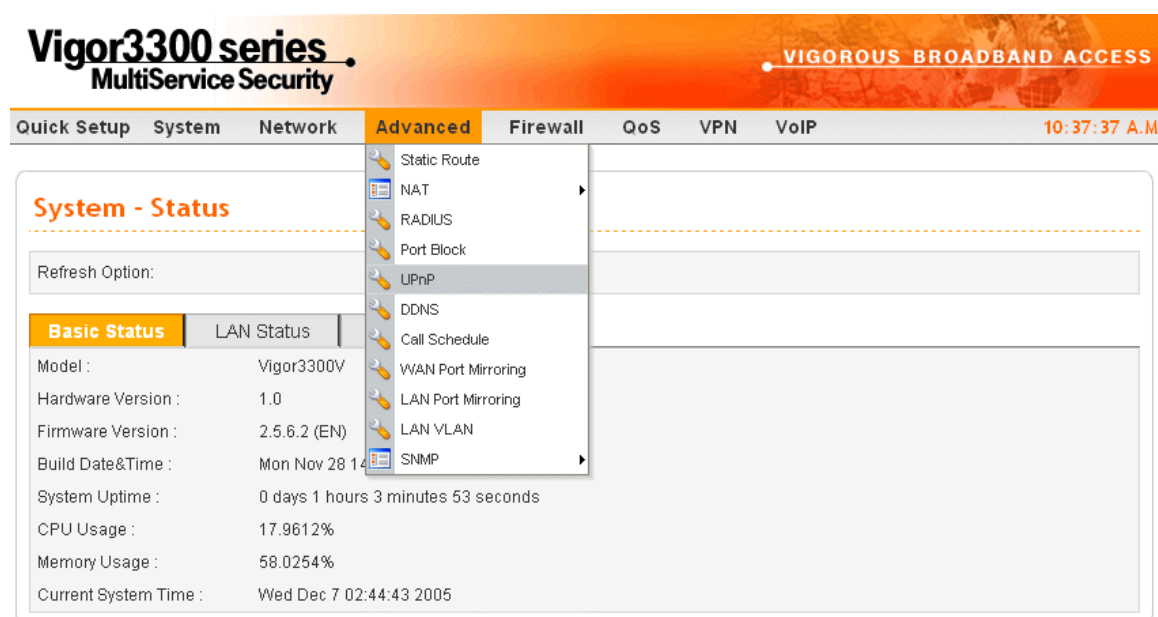 Vigor3300 series
MultiService Security
VIGOROUS BROADBAND ACCESS
Quick Setup System Network Advanced Firewall QoS VPN VoIP 10:37:37 A.M
Static Route
NAT
RADIUS
Port Block
UPnP
DDNS
Call Schedule
WAN Port Mirroring
LAN Port Mirroring
LAN VLAN
SNMP
System - Status
Refresh Option:
Basic Status LAN Status
Model : Vigor3300V
Hardware Version : 1.0
Firmware Version : 2.5.6.2 (EN)
Build Date&Time : Mon Nov 28 14
System Uptime : 0 days 1 hours 3 minutes 53 seconds
CPU Usage : 17.9612%
Memory Usage : 58.0254%
Current System Time : Wed Dec 7 02:44:43 2005